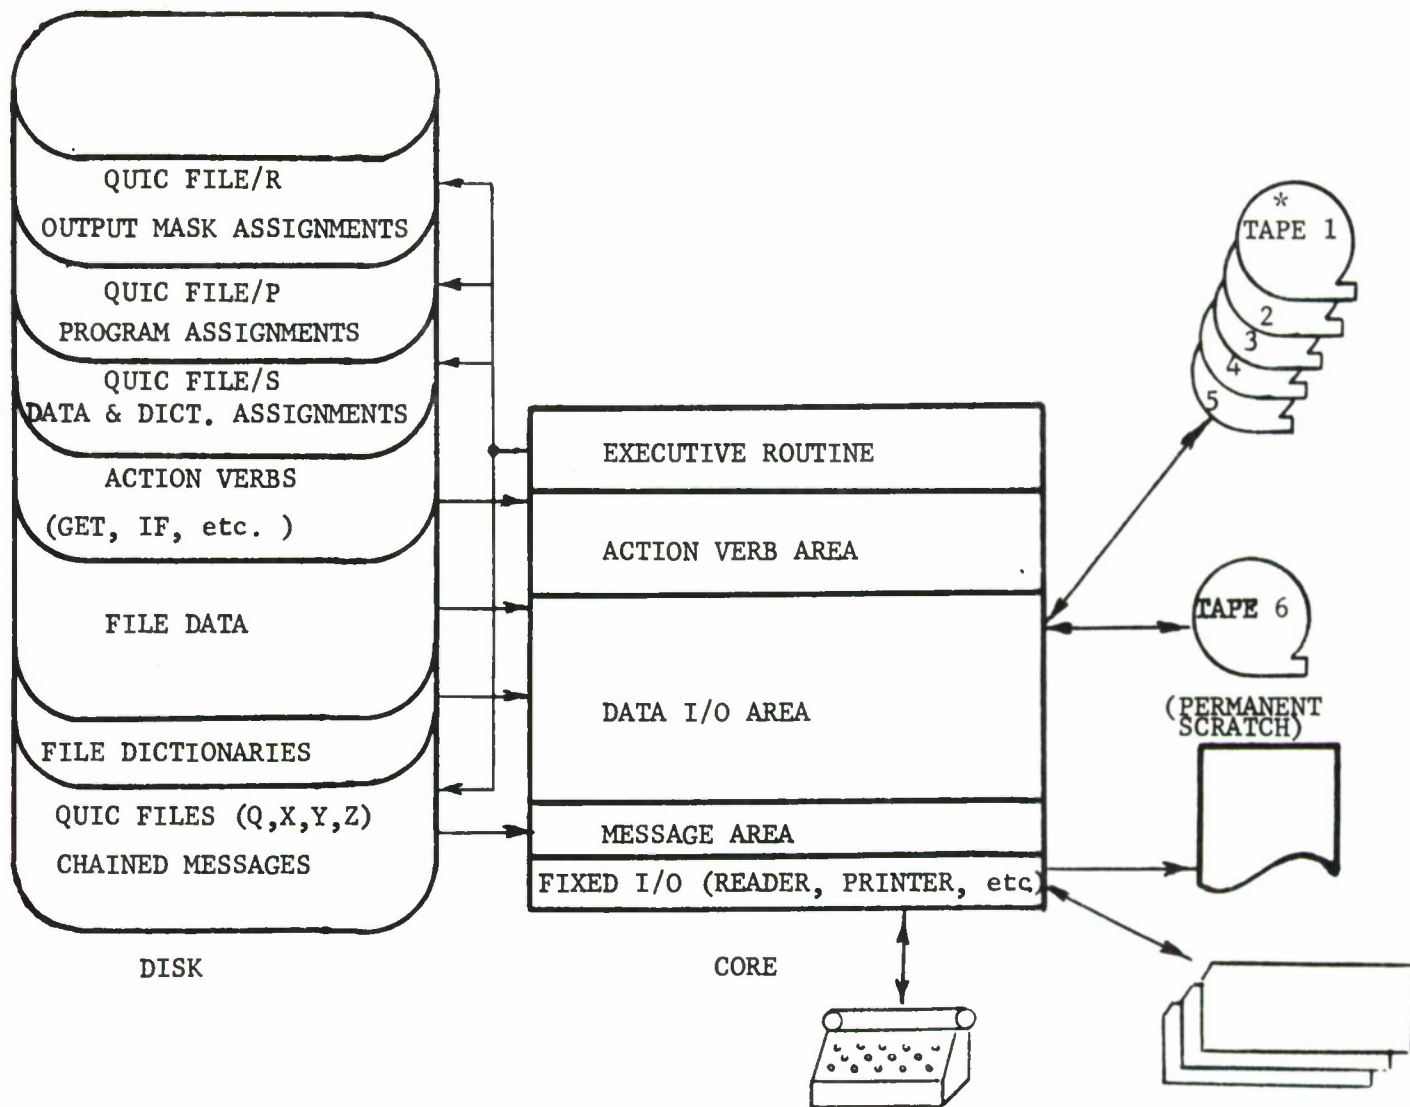 QUIC FILE/R
OUTPUT MASK ASSIGNMENTS
QUIC FILE/P
PROGRAM ASSIGNMENTS
QUIC FILE/S
DATA & DICT. ASSIGNMENTS
ACTION VERBS
(GET, IF, etc. )
FILE DATA
FILE DICTIONARIES
QUIC FILES (Q,X,Y,Z)
CHAINED MESSAGES
DISK
EXECUTIVE ROUTINE
ACTION VERB AREA
DATA I/O AREA
MESSAGE AREA
FIXED I/O (READER, PRINTER, etc.)
CORE
*
TAPE 1
2
3
4
5
TAPE 6
(PERMANENT
SCRATCH)